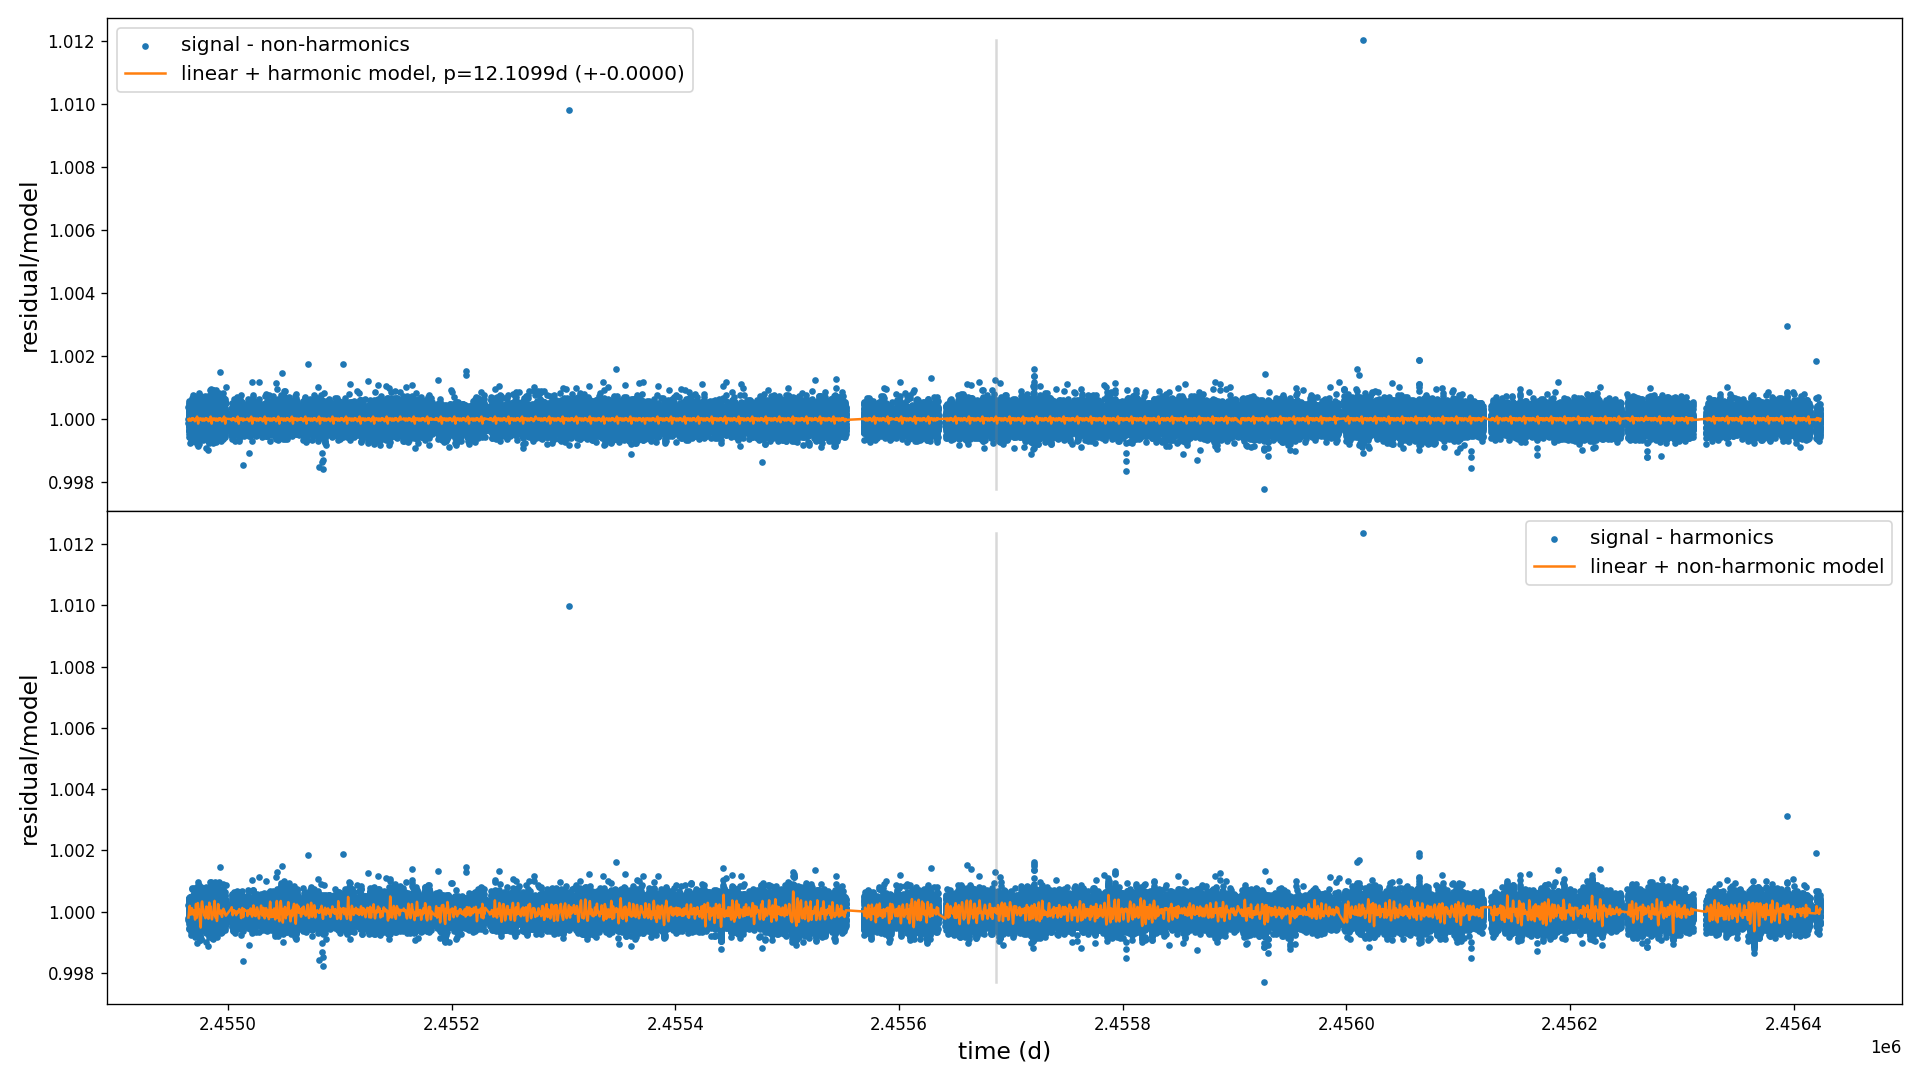 signal - non-harmonics
linear + harmonic model, p=12.1099d (+-0.0000)
residual/model
1.012
1.010
1.008
1.006
1.004
1.002
1.000
0.998
signal - harmonics
linear + non-harmonic model
residual/model
1.012
1.010
1.008
1.006
1.004
1.002
1.000
0.998
2.4550 2.4552 2.4554 2.4556 2.4558 2.4560 2.4562 2.4564
time (d)
1e6